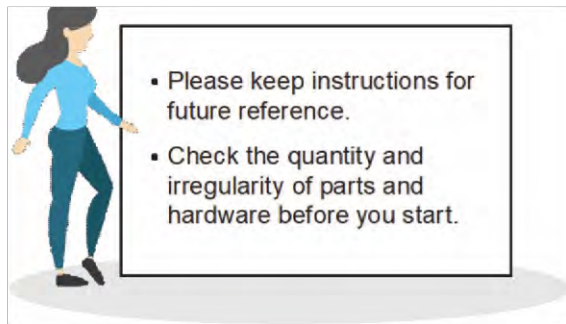 ▪ Please keep instructions for
future reference.
▪ Check the quantity and
irregularity of parts and
hardware before you start.